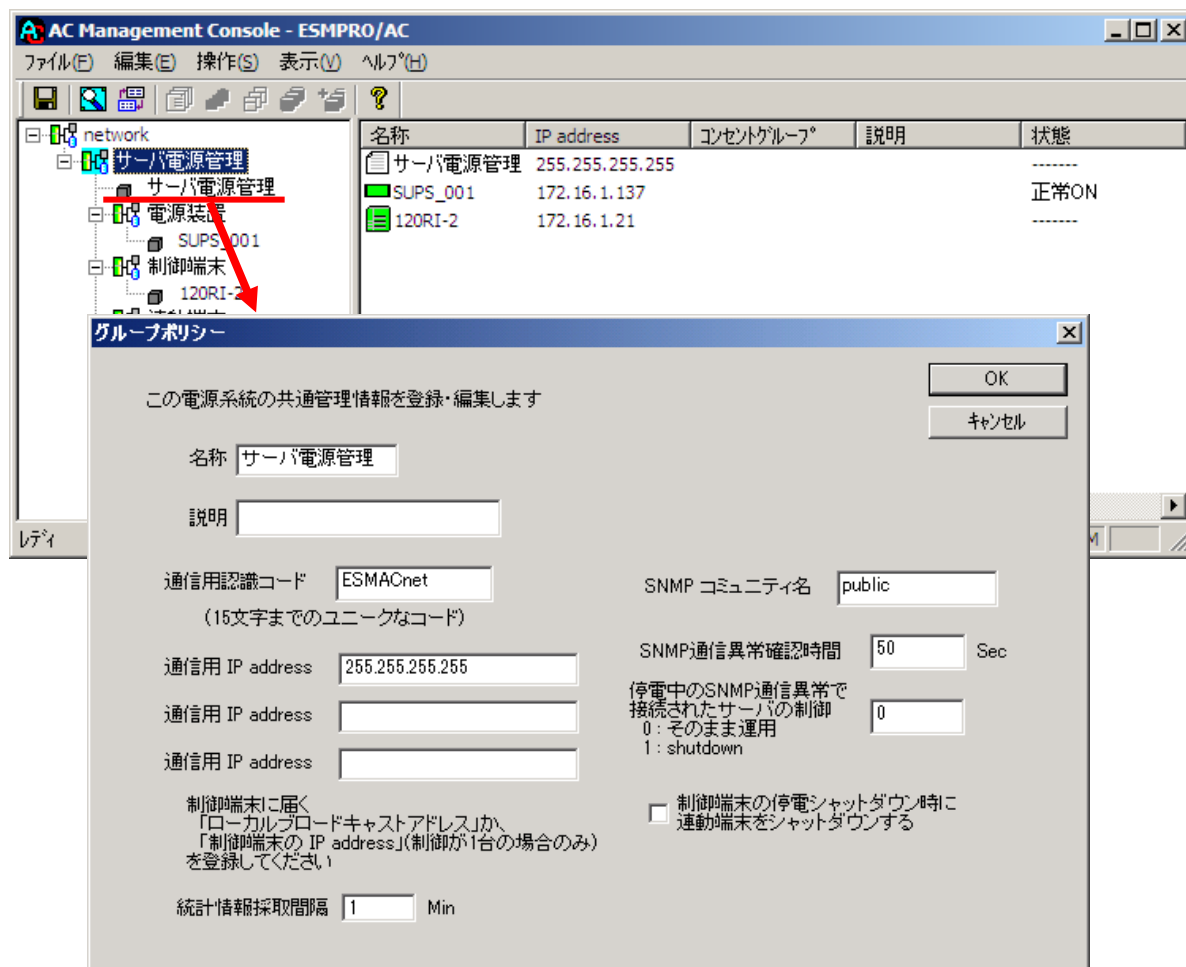 AC Management Console - ESMPRO/AC
ファイル(F) 編集(E) 操作(S) 表示(V) ヘルプ(H)
network
サーバ電源管理
サーバ電源管理
電源装置
SUPS_001
制御端末
120RI-2
名称 IP address コンセントグループ 説明 状態
サーバ電源管理 255.255.255.255 -------
SUPS_001 172.16.1.137 正常ON
120RI-2 172.16.1.21 -------
レディ
グループポリシー
OK
キャンセル
この電源系統の共通管理情報を登録・編集します
名称 サーバ電源管理
説明
通信用認識コード ESMACnet
(15文字までのユニークなコード)
通信用 IP address 255.255.255.255
通信用 IP address
通信用 IP address
制御端末に届く
「ローカルブロードキャストアドレス」か、
「制御端末の IP address」(制御が1台の場合のみ)
を登録してください
統計情報採取間隔 1 Min
SNMP コミュニティ名 public
SNMP通信異常確認時間 50 Sec
停電中のSNMP通信異常で
接続されたサーバの制御 0
0 : そのまま運用
1 : shutdown
制御端末の停電シャットダウン時に
連動端末をシャットダウンする